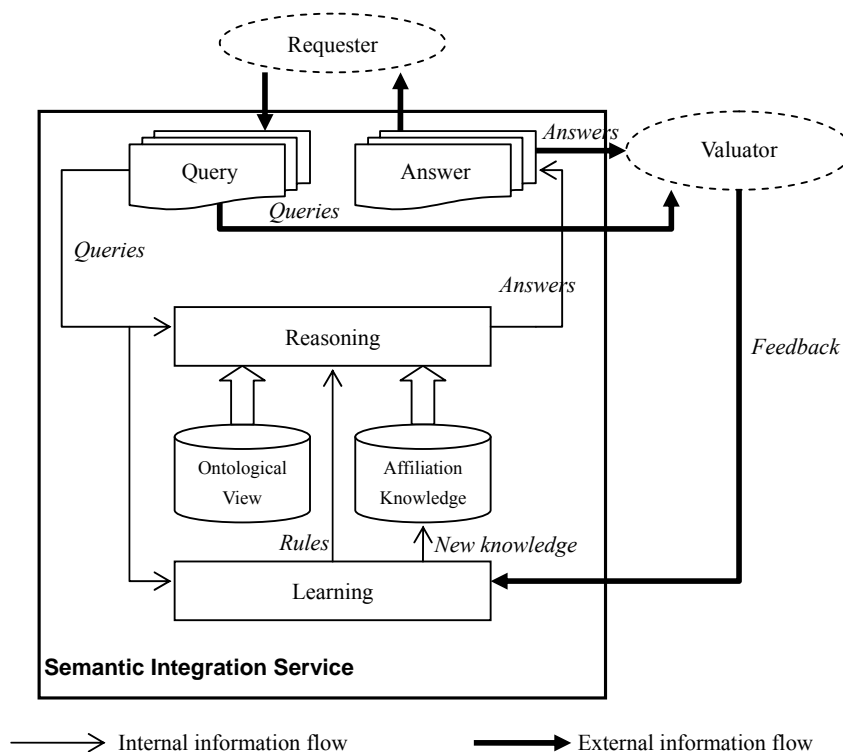 Requester
Answers
Query
Answer
Valuator
Queries
Queries
Answers
Reasoning
Feedback
Ontological
View
Affiliation
Knowledge
Rules
New knowledge
Learning
Semantic Integration Service
Internal information flow
External information flow